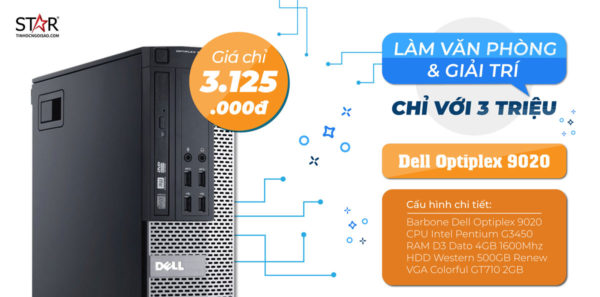 STAR
TINHOCNGOISAO.COM
Giá chỉ
3.125
.000đ
LÀM VĂN PHÒNG
& GIẢI TRÍ
CHỈ VỚI 3 TRIỆU
Dell Optiplex 9020
Cấu hình chi tiết:
Barbone Dell Optiplex 9020
CPU Intel Pentium G3450
RAM D3 Dato 4GB 1600Mhz
HDD Western 500GB Renew
VGA Colorful GT710 2GB
OPTIPLEX
DELL